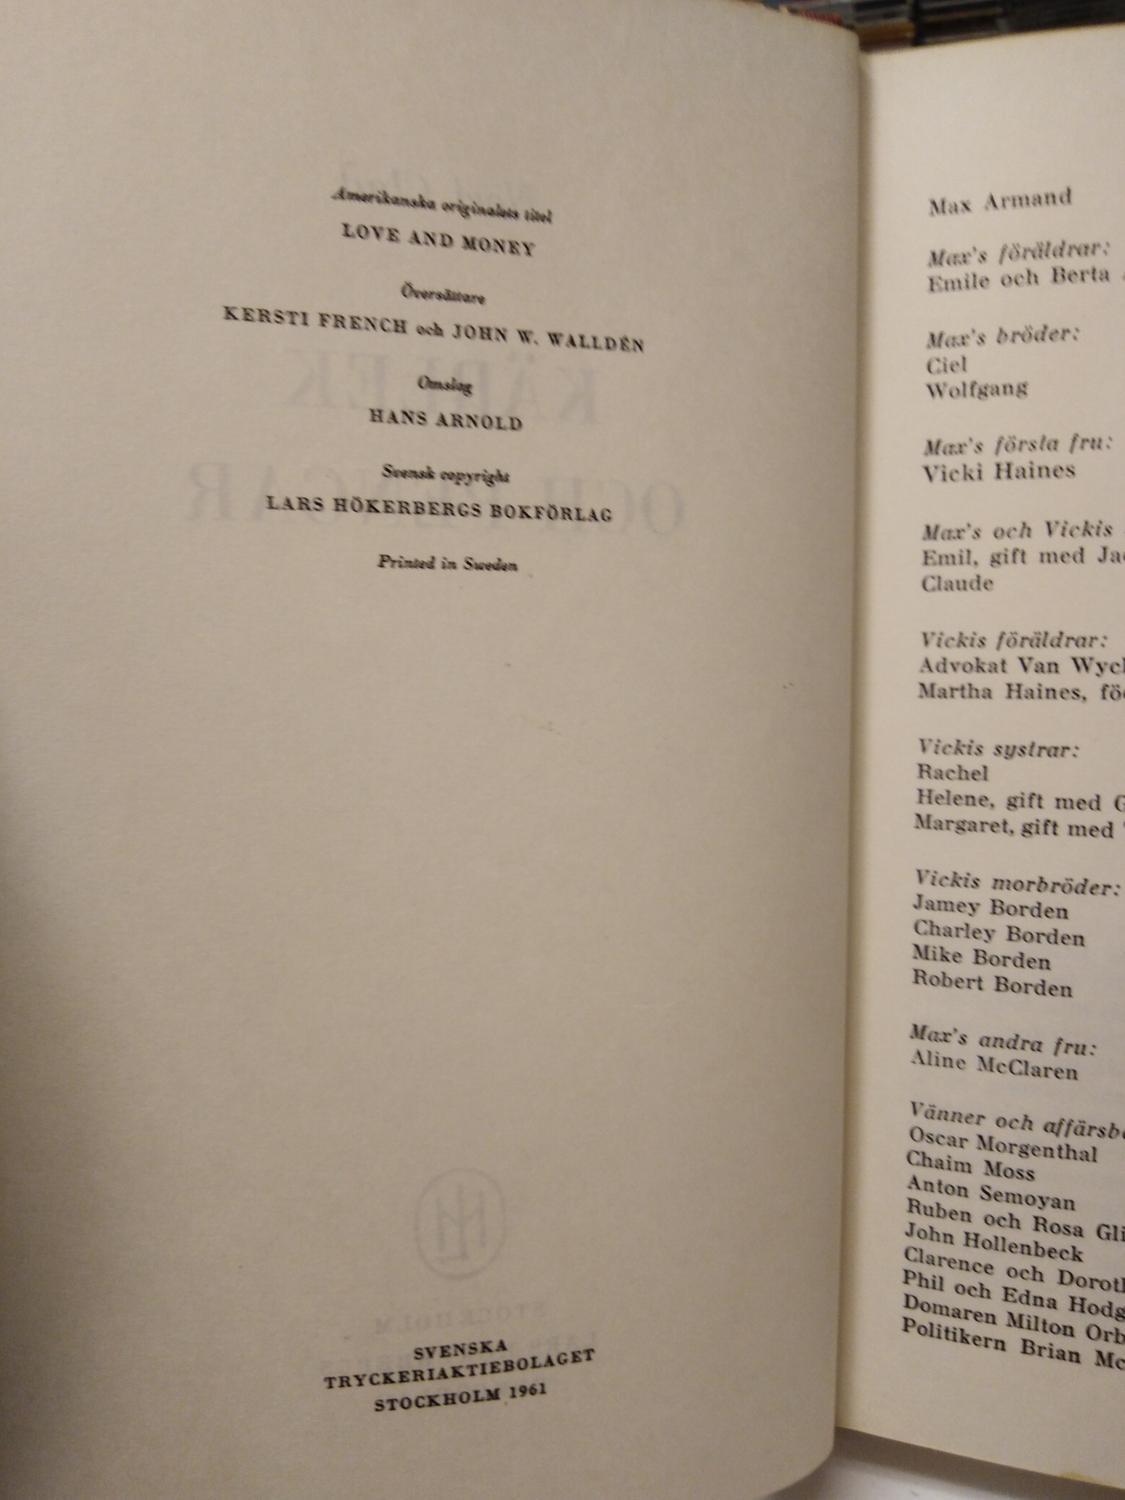 Amerikanska originalets titel
LOVE AND MONEY
Översättare
KERSTI FRENCH och JOHN W. WALLDÉN
Omslag
HANS ARNOLD
Svensk copyright
LARS HÖKERBERGS BOKFÖRLAG
Printed in Sweden
SVENSKA
TRYCKERIAKTIEBOLAGET
STOCKHOLM 1961
Max Armand
Max's föräldrar:
Emile och Berta
Max's bröder:
Ciel
Wolfgang
Max's första fru:
Vicki Haines
Max's och Vickis
Emil, gift med
Claude
Vickis föräldrar:
Advokat Van
Martha Haines,
Vickis systrar:
Rachel
Helene, gift med
Margaret, gift med
Vickis morbröder:
Jamey Borden
Charley Borden
Mike Borden
Robert Borden
Max's andra fru:
Aline McClaren
Vänner och
Oscar Morgenthal
Chaim Moss
Anton Semoyan
Ruben och Rosa
John Hollenbeck
Clarence och
Phil och Edna
Domaren Milton
Politikern Brian